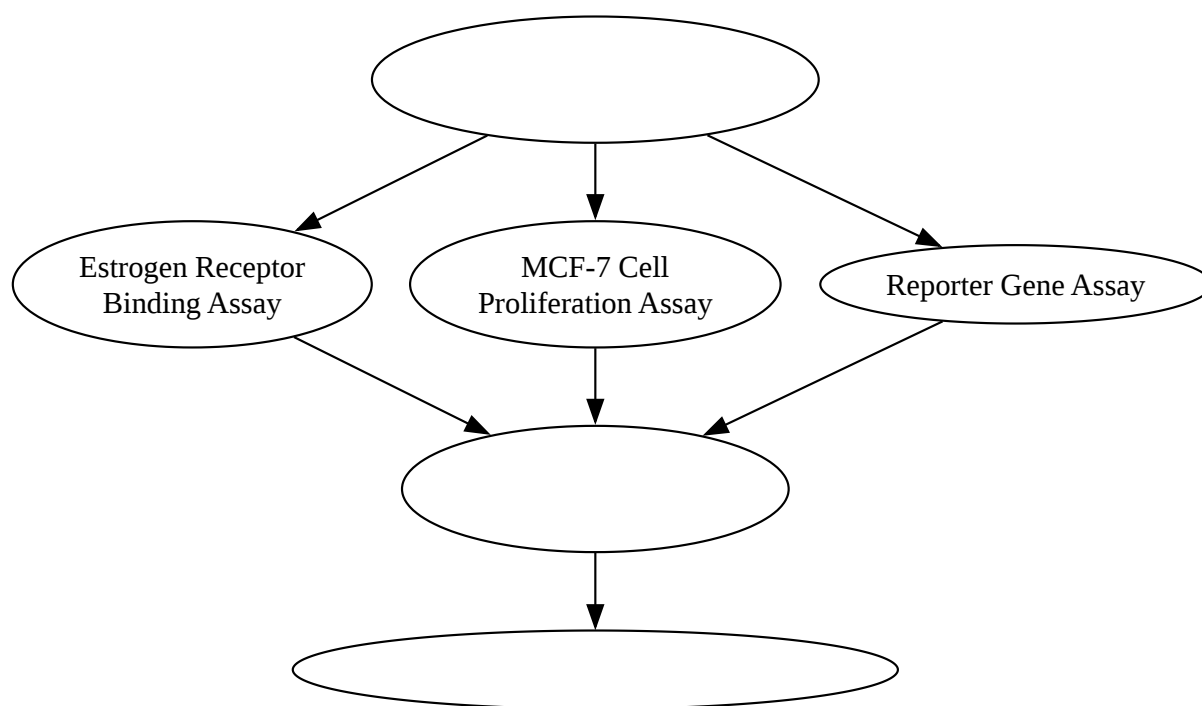 Estrogen Receptor
Binding Assay
MCF-7 Cell
Proliferation Assay
Reporter Gene Assay